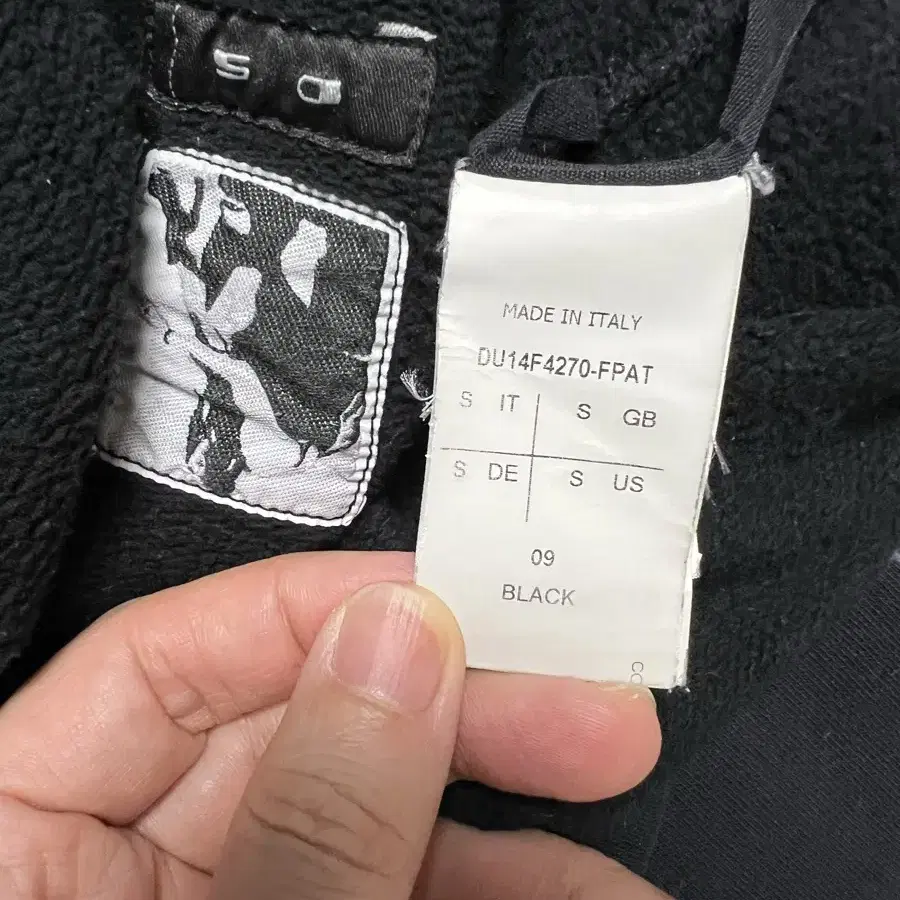 S D
MADE IN ITALY
DU14F4270-FPAT
S IT S GB
S DE S US
09
BLACK